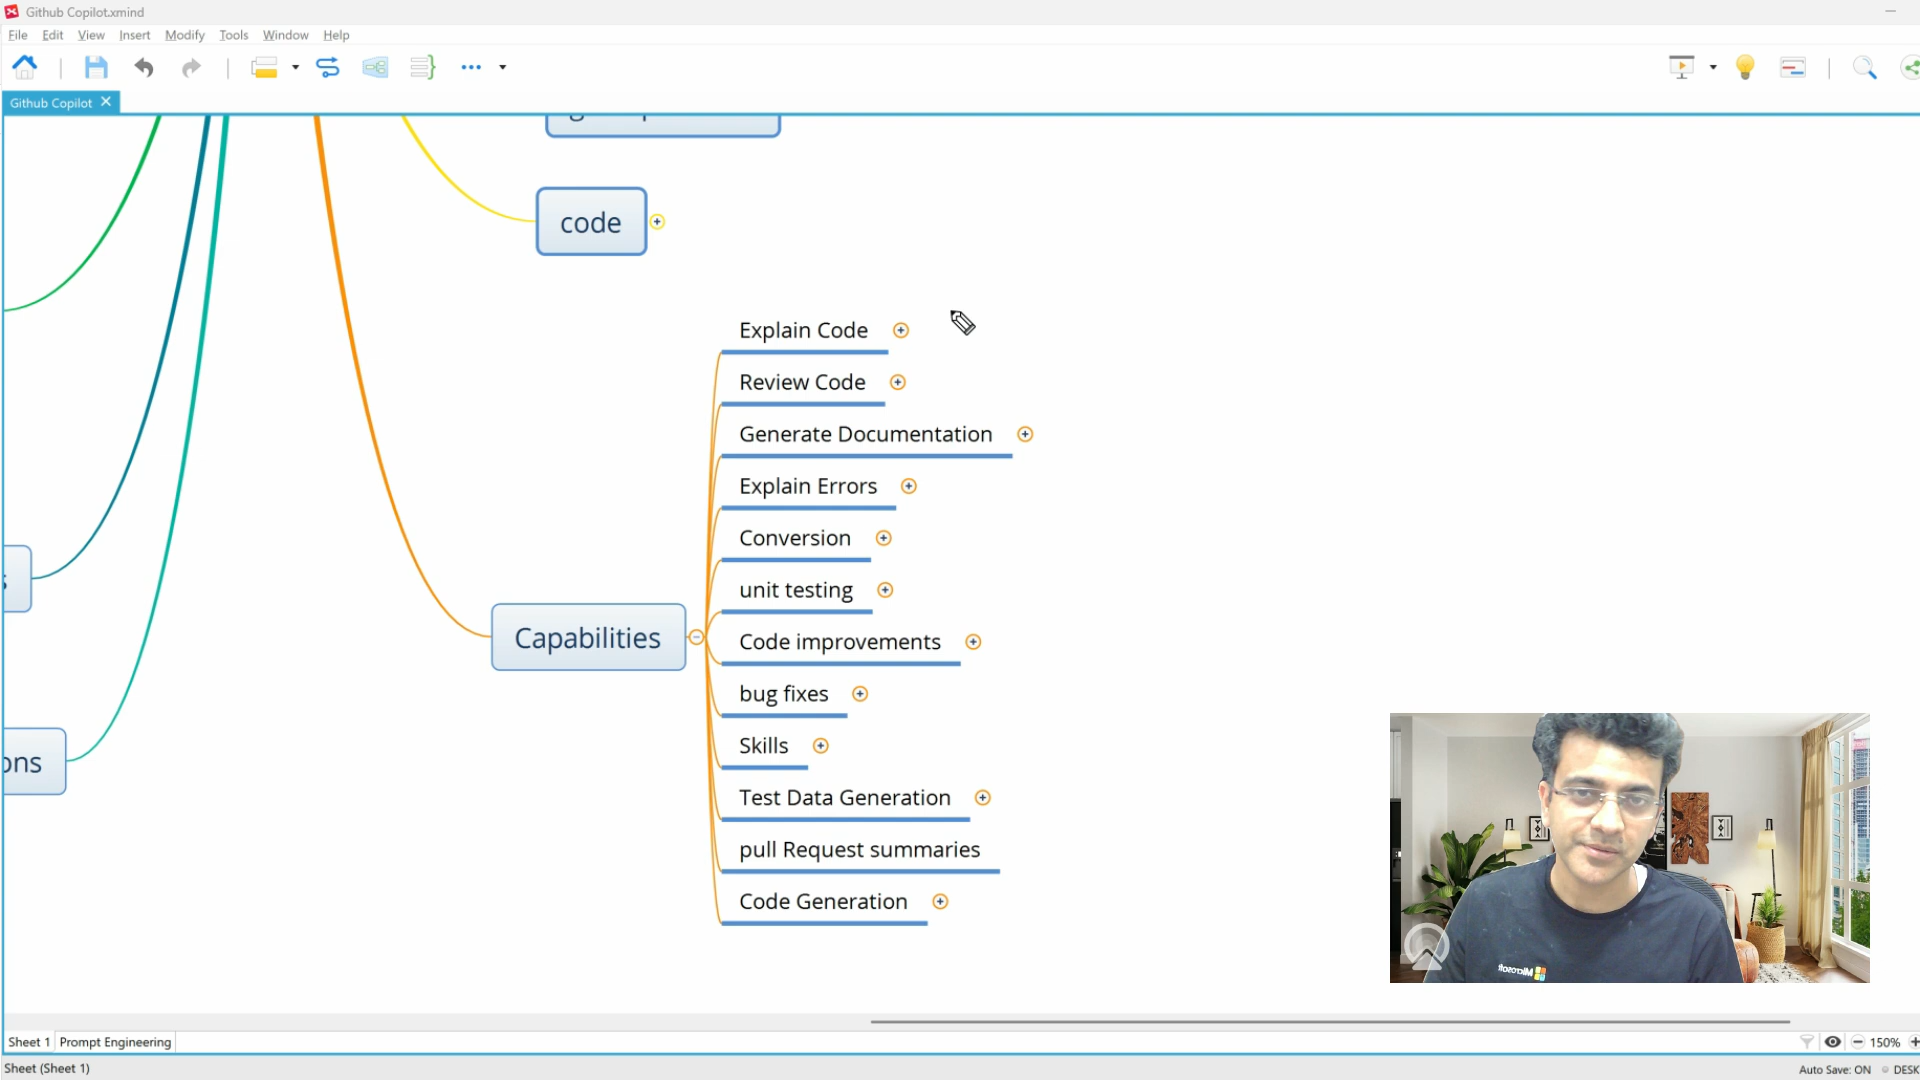 Github Copilot.xmind
File Edit View Insert Modify Tools Window Help
Github Copilot
code
Explain Code
Review Code
Generate Documentation
Explain Errors
Conversion
unit testing
Capabilities
Code improvements
bug fixes
Skills
ons
Test Data Generation
pull Request summaries
Code Generation
Microsoft
Sheet 1 Prompt Engineering
150%
Sheet (Sheet 1)
Auto Save: ON
DESK